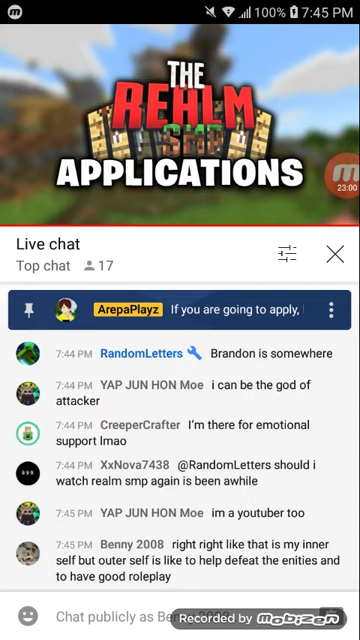 100% 7:45 PM
THE
REALM
SMP
APPLICATIONS
23:00
Live chat
Top chat 17
ArepaPlayz If you are going to apply,
7:44 PM RandomLetters Brandon is somewhere
7:44 PM YAP JUN HON Moe i can be the god of
attacker
7:44 PM CreeperCrafter I'm there for emotional
support lmao
7:44 PM XxNova7438 @RandomLetters should i
watch realm smp again is been awhile
7:45 PM YAP JUN HON Moe im a youtuber too
7:45 PM Benny 2008 right right like that is my inner
self but outer self is like to help defeat the enities and
to have good roleplay
Chat publicly as Benny 2008
Recorded by Mobizen